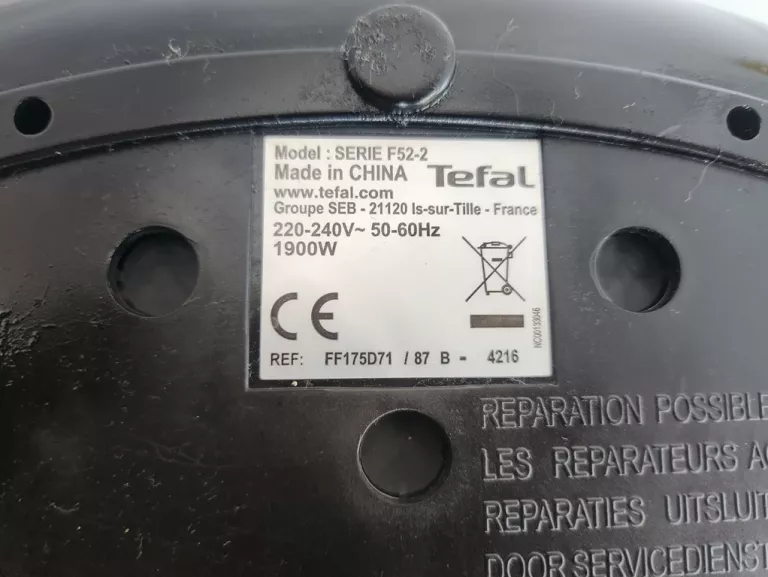 Model : SERIE F52-2
Made in CHINA Tefal
www.tefal.com
Groupe SEB - 21120 Is-sur-Tille - France
220-240V~ 50-60Hz
1900W
CE
NC00133046
REF: FF175D71 / 87 B - 4216
REPARATION POSSIBLE
LES REPARATEURS
REPARATIES UITSLUIT
DOOR SERVICEDIENST